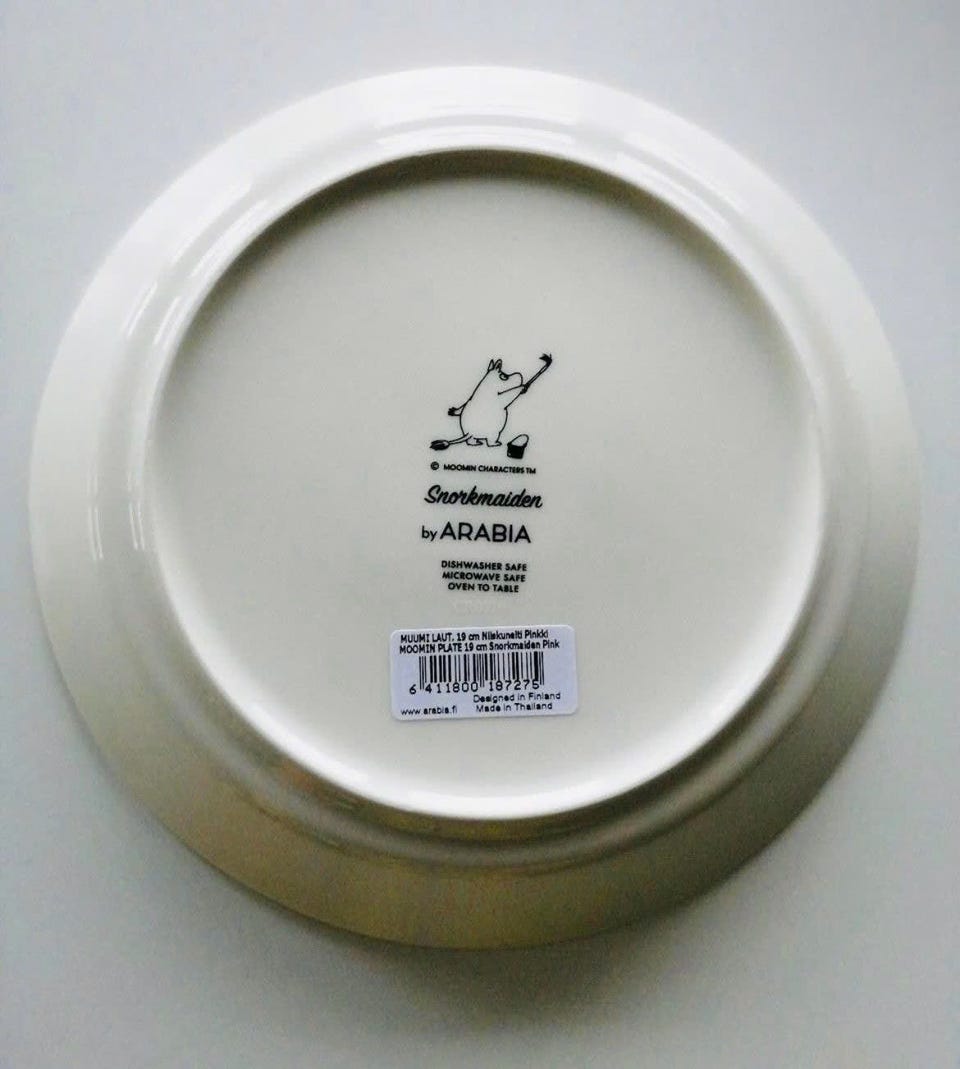 © MOOMIN CHARACTERS TM
Snorkmaiden
by ARABIA
DISHWASHER SAFE
MICROWAVE SAFE
OVEN TO TABLE
MUUMI LAUT. 19 cm Niiskuneiti Pinkki
MOOMIN PLATE 19 cm Snorkmaiden Pink
6 411800 187275
Designed in Finland
www.arabia.fi Made in Thailand